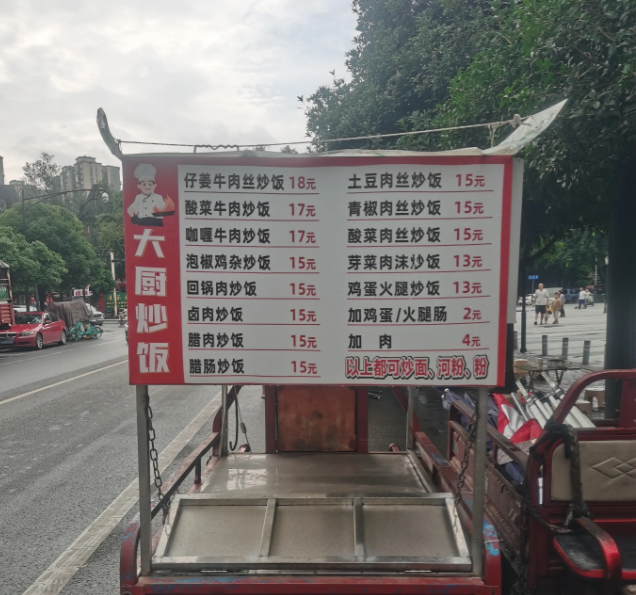 大厨炒饭
仔姜牛肉丝炒饭 18元
酸菜牛肉炒饭 17元
咖喱牛肉炒饭 17元
泡椒鸡杂炒饭 15元
回锅肉炒饭 15元
卤肉炒饭 15元
腊肉炒饭 15元
腊肠炒饭 15元
土豆肉丝炒饭 15元
青椒肉丝炒饭 15元
酸菜肉丝炒饭 15元
芽菜肉沫炒饭 13元
鸡蛋火腿炒饭 13元
加鸡蛋/火腿肠 2元
加 肉 4元
以上都可炒面、河粉、粉